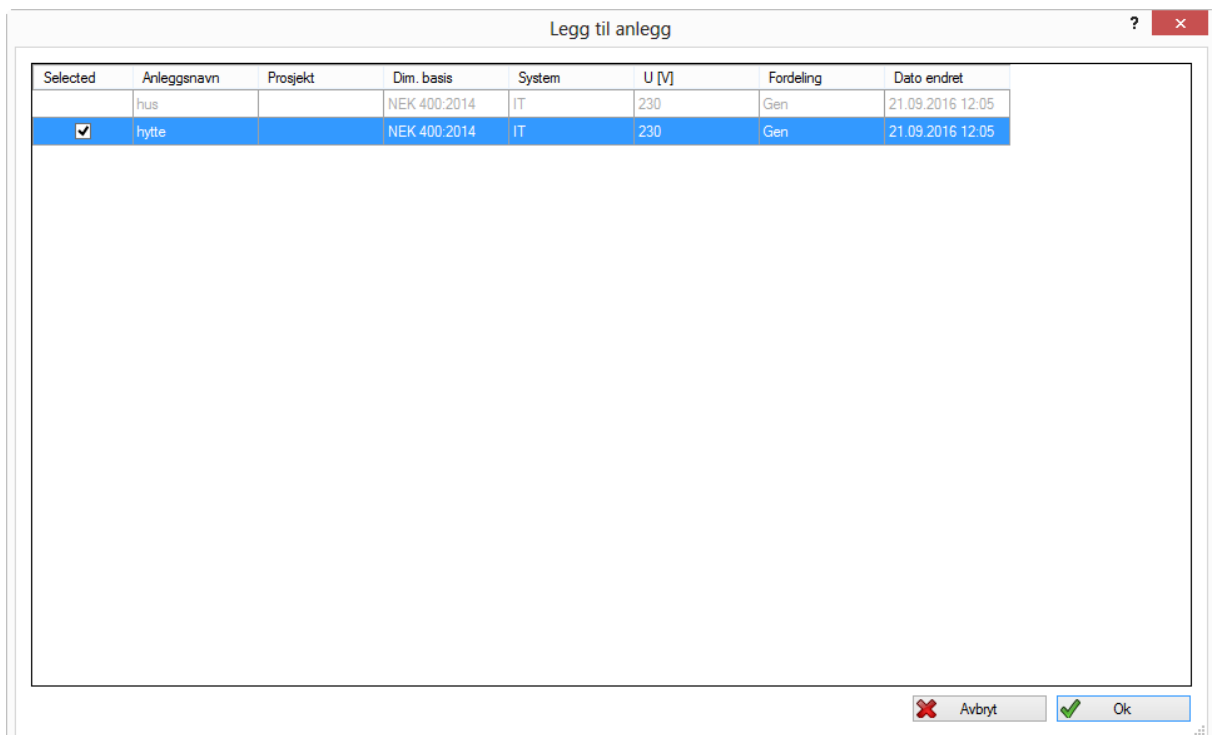 Legg til anlegg ?
Selected Anleggsnavn Prosjekt Dim. basis System U [V] Fordeling Dato endret
hus NEK 400:2014 IT 230 Gen 21.09.2016 12:05
hytte NEK 400:2014 IT 230 Gen 21.09.2016 12:05
Avbryt Ok